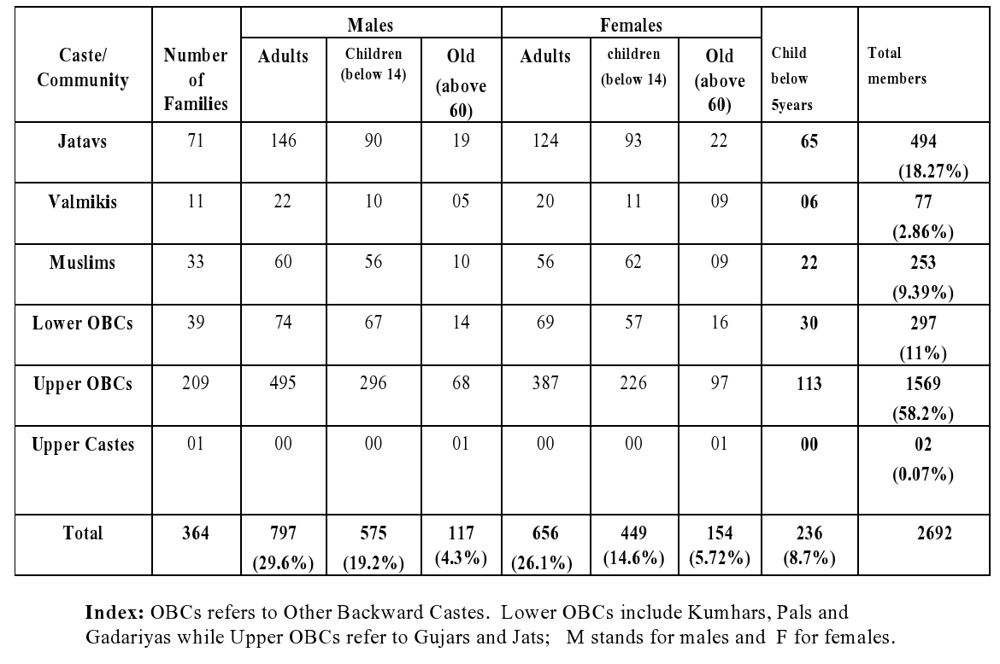 Caste/ Community | Number of Families | Males | Females | Child below 5years | Total members
Adults | Children (below 14) | Old (above 60) | Adults | children (below 14) | Old (above 60)
Jatavs | 71 | 146 | 90 | 19 | 124 | 93 | 22 | 65 | 494 (18.27%)
Valmikis | 11 | 22 | 10 | 05 | 20 | 11 | 09 | 06 | 77 (2.86%)
Muslims | 33 | 60 | 56 | 10 | 56 | 62 | 09 | 22 | 253 (9.39%)
Lower OBCs | 39 | 74 | 67 | 14 | 69 | 57 | 16 | 30 | 297 (11%)
Upper OBCs | 209 | 495 | 296 | 68 | 387 | 226 | 97 | 113 | 1569 (58.2%)
Upper Castes | 01 | 00 | 00 | 01 | 00 | 00 | 01 | 00 | 02 (0.07%)
Total | 364 | 797 (29.6%) | 575 (19.2%) | 117 (4.3%) | 656 (26.1%) | 449 (14.6%) | 154 (5.72%) | 236 (8.7%) | 2692
Index: OBCs refers to Other Backward Castes. Lower OBCs include Kumhars, Pals and
Gadariyas while Upper OBCs refer to Gujars and Jats; M stands for males and F for females.